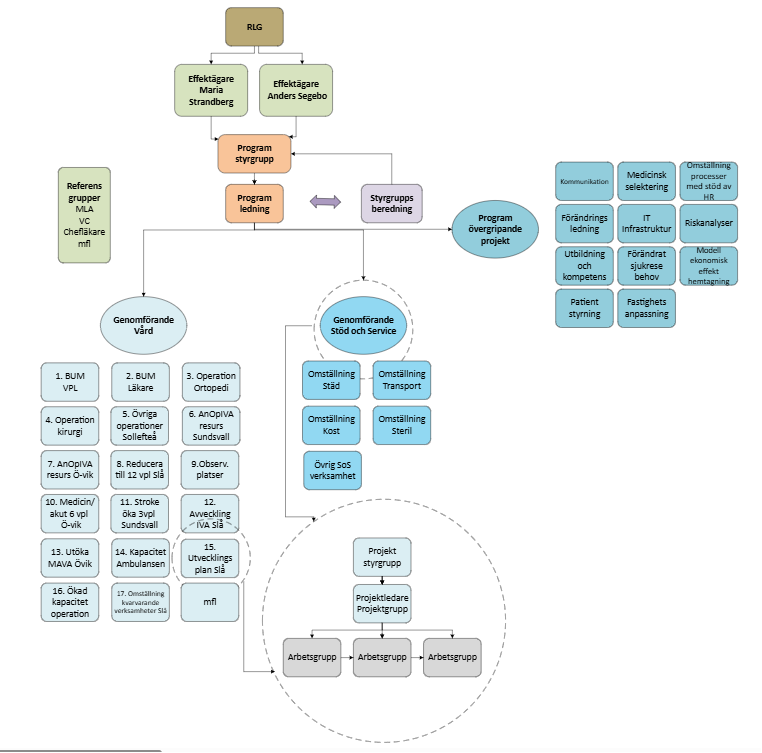 RLG
Effektägare
Maria
Strandberg
Effektägare
Anders Segebo
Program
styrgrupp
Program
ledning
Styrgrupps
beredning
Referens
grupper
MLA
VC
Chefläkare
mfl
Program
övergripande
projekt
Kommunikation
Medicinsk
selektering
Omställning
processer
med stöd av
HR
Förändrings
ledning
IT
Infrastruktur
Riskanalyser
Utbildning
och
kompetens
Förändrat
sjukrese
behov
Modell
ekonomisk
effekt
hemtagning
Patient
styrning
Fastighets
anpassning
Genomförande
Vård
Genomförande
Stöd och Service
1. BUM
VPL
2. BUM
Läkare
3. Operation
Ortopedi
4. Operation
kirurgi
5. Övriga
operationer
Sollefteå
6. AnOpIVA
resurs
Sundsvall
7. AnOpIVA
resurs Ö-vik
8. Reducera
till 12 vpl Slå
9.Observ.
platser
10. Medicin/
akut 6 vpl
Ö-vik
11. Stroke
öka 3vpl
Sundsvall
12.
Avveckling
IVA Slå
13. Utöka
MAVA Övik
14. Kapacitet
Ambulansen
15.
Utvecklings
plan Slå
16. Ökad
kapacitet
operation
17. Omställning
kvarvarande
verksamheter Slå
mfl
Omställning
Städ
Omställning
Transport
Omställning
Kost
Omställning
Steril
Övrig SoS
verksamhet
Projekt
styrgrupp
Projektledare
Projektgrupp
Arbetsgrupp
Arbetsgrupp
Arbetsgrupp